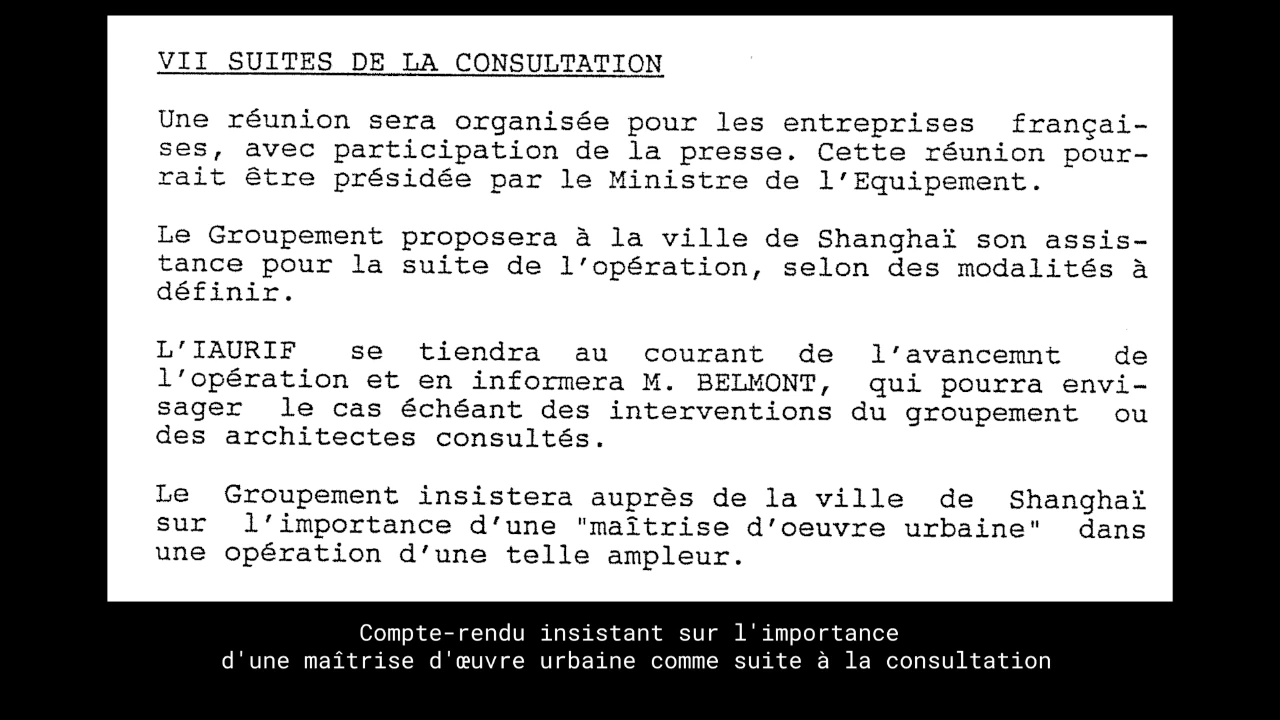 VII SUITES DE LA CONSULTATION
Une réunion sera organisée pour les entreprises françai-
ses, avec participation de la presse. Cette réunion pour-
rait être présidée par le Ministre de l'Equipement.
Le Groupement proposera à la ville de Shanghaï son assis-
tance pour la suite de l'opération, selon des modalités à
définir.
L'IAURIF se tiendra au courant de l'avancemnt de
l'opération et en informera M. BELMONT, qui pourra envi-
sager le cas échéant des interventions du groupement ou
des architectes consultés.
Le Groupement insistera auprès de la ville de Shanghaï
sur l'importance d'une "maîtrise d'oeuvre urbaine" dans
une opération d'une telle ampleur.
Compte-rendu insistant sur l'importance
d'une maîtrise d'œuvre urbaine comme suite à la consultation